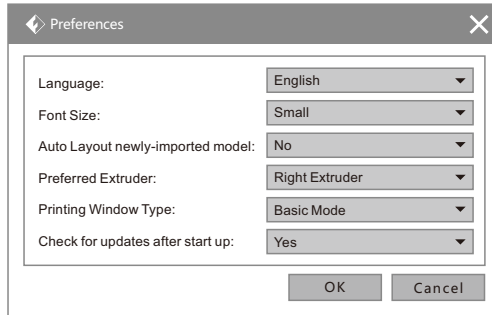 Preferences
Language: English
Font Size: Small
Auto Layout newly-imported model: No
Preferred Extruder: Right Extruder
Printing Window Type: Basic Mode
Check for updates after start up: Yes
OK Cancel